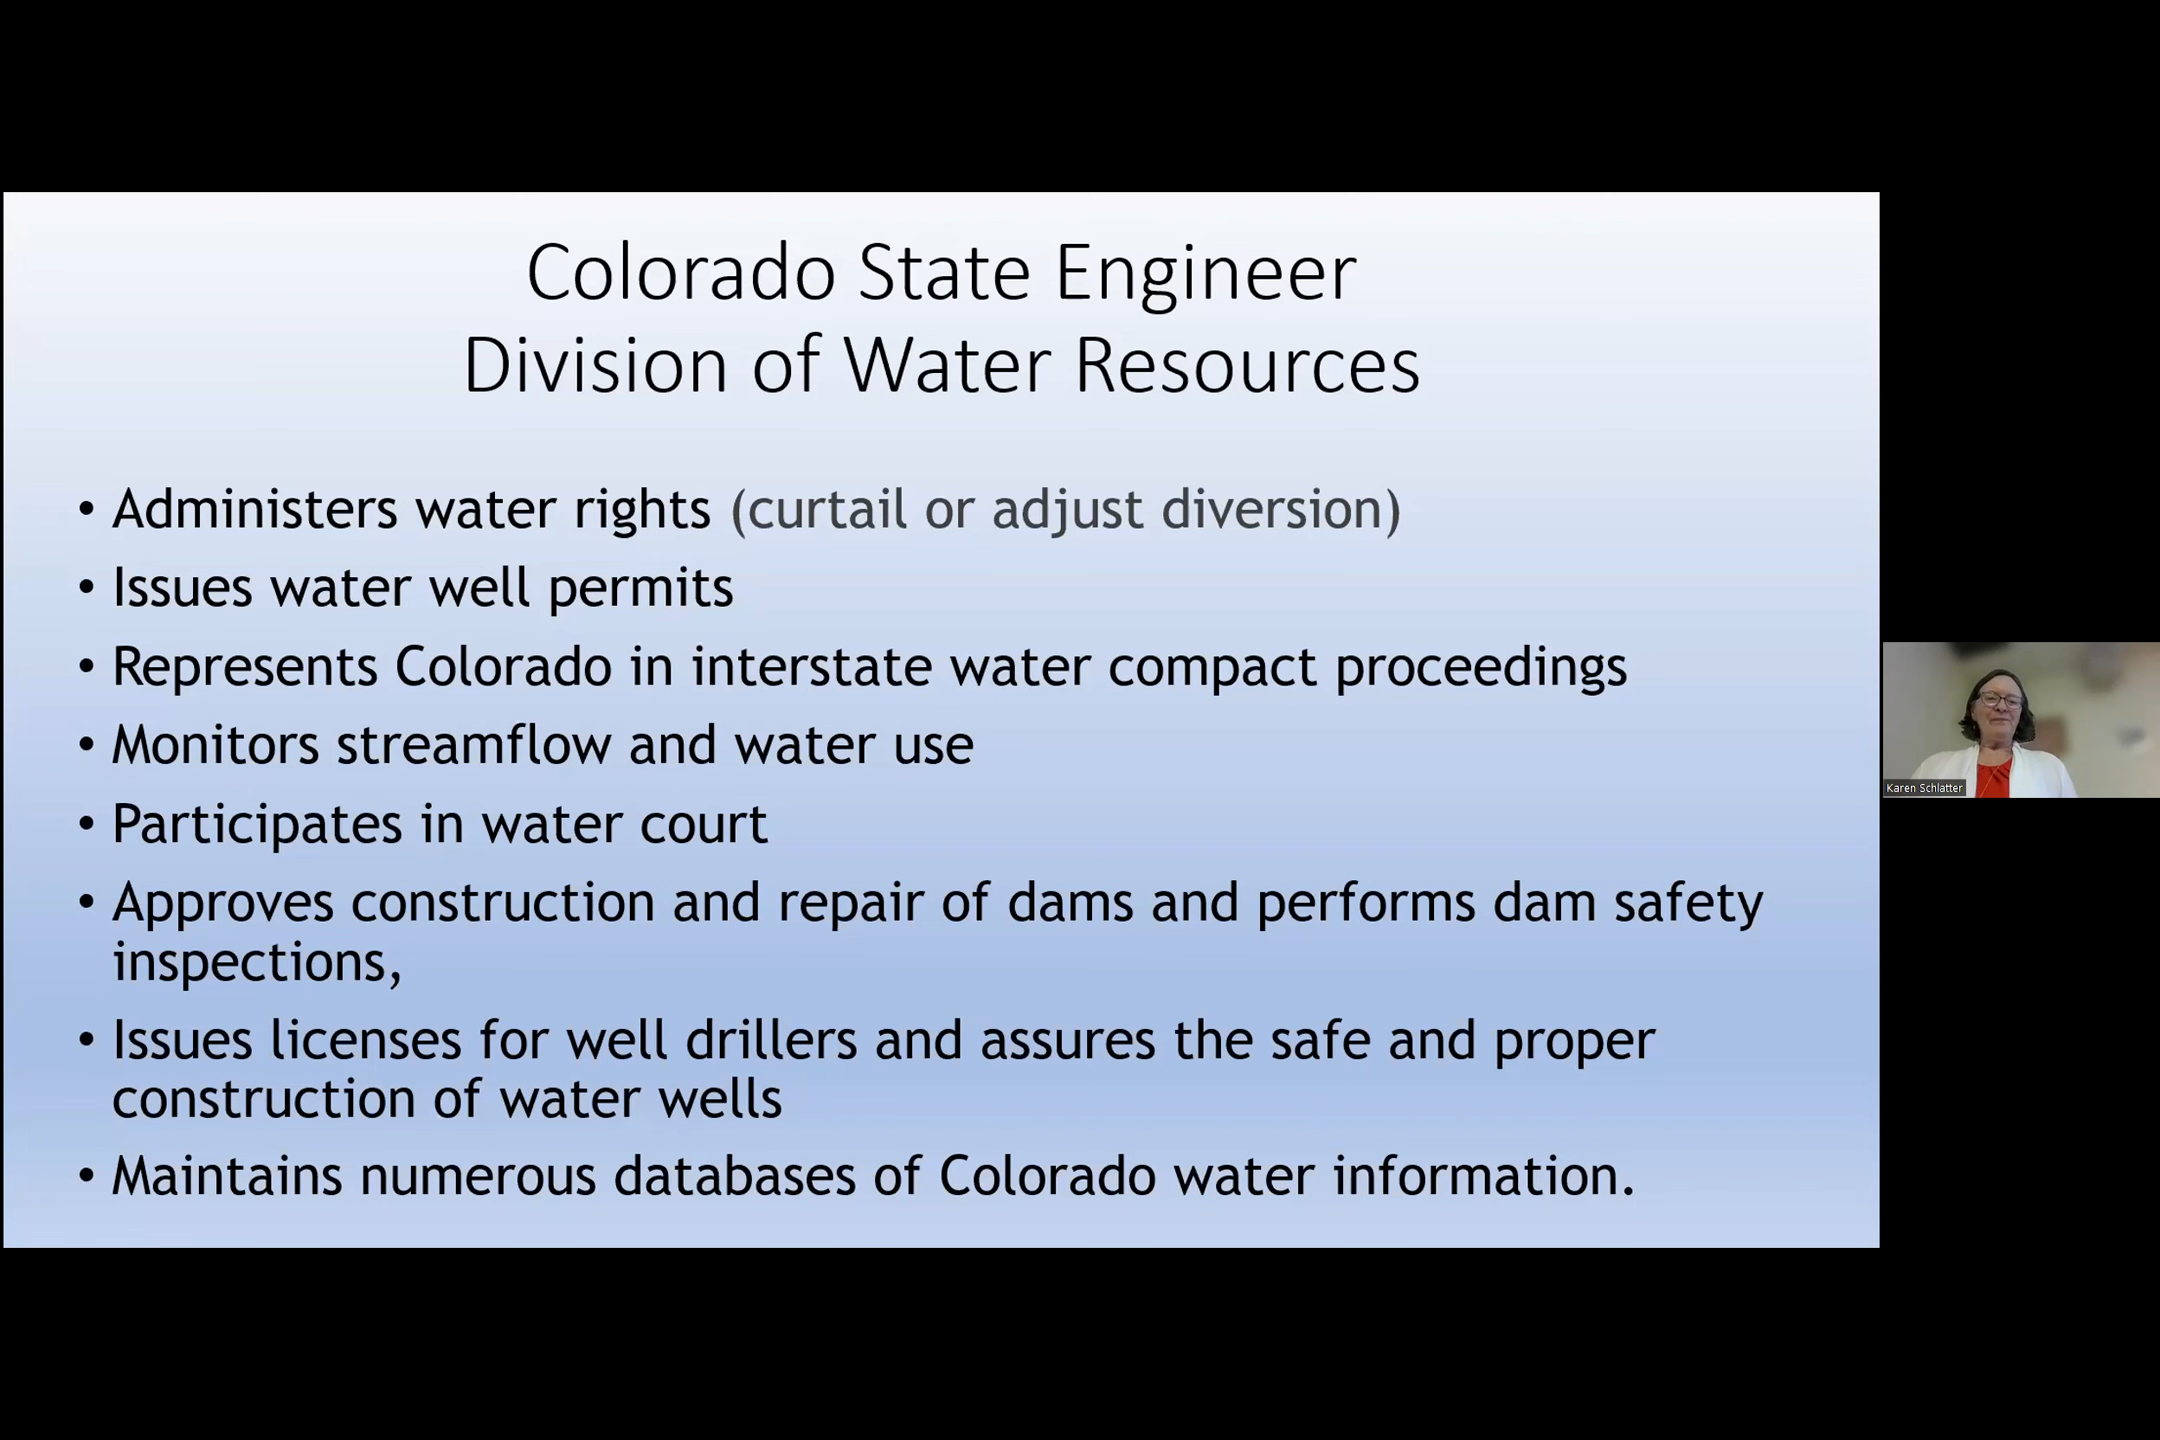 Colorado State Engineer
Division of Water Resources
• Administers water rights (curtail or adjust diversion)
• Issues water well permits
• Represents Colorado in interstate water compact proceedings
• Monitors streamflow and water use
• Participates in water court
• Approves construction and repair of dams and performs dam safety
inspections,
• Issues licenses for well drillers and assures the safe and proper
construction of water wells
• Maintains numerous databases of Colorado water information.
Karen Schlatter